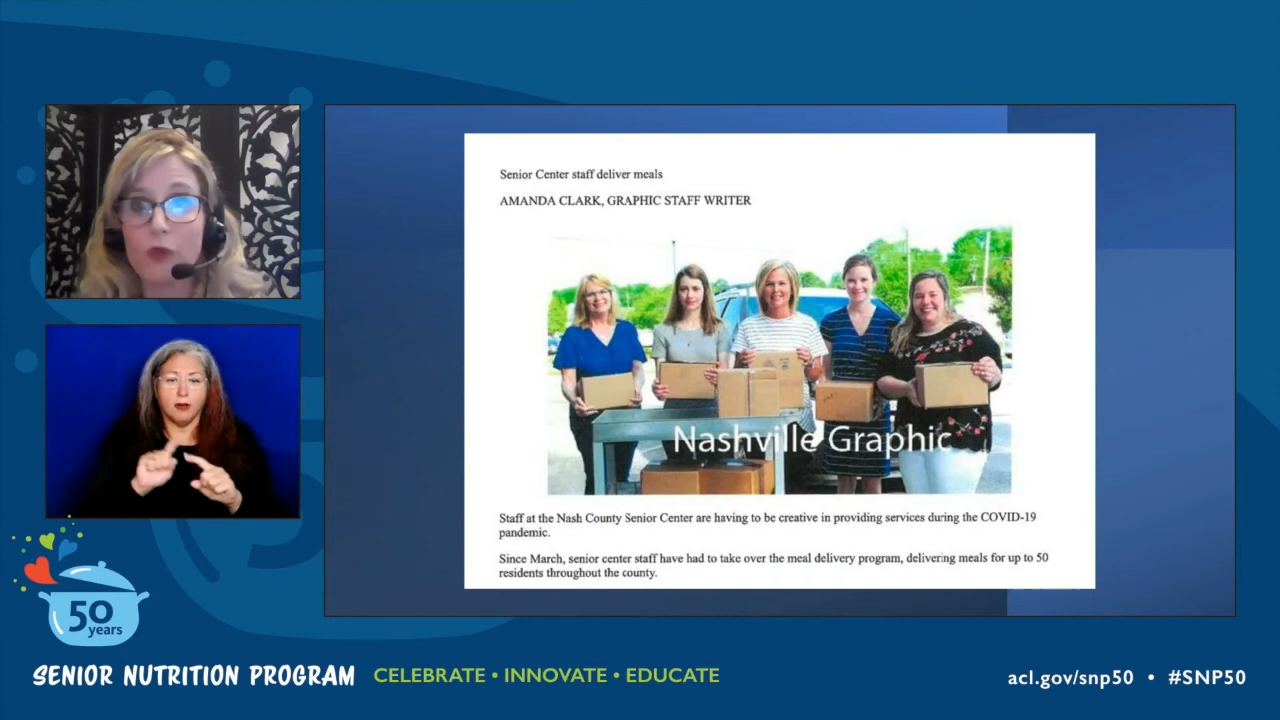 Senior Center staff deliver meals
AMANDA CLARK, GRAPHIC STAFF WRITER
Nashville Graphic
Staff at the Nash County Senior Center are having to be creative in providing services during the COVID-19
pandemic.
Since March, senior center staff have had to take over the meal delivery program, delivering meals for up to 50
residents throughout the county.
50
years
SENIOR NUTRITION PROGRAM CELEBRATE • INNOVATE • EDUCATE
acl.gov/snp50 • #SNP50